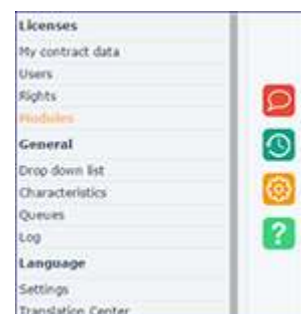 Licenses
My contract data
Users
Rights
Modules
General
Drop down list
Characteristics
Queues
Log
Language
Settings
Translation Center
?